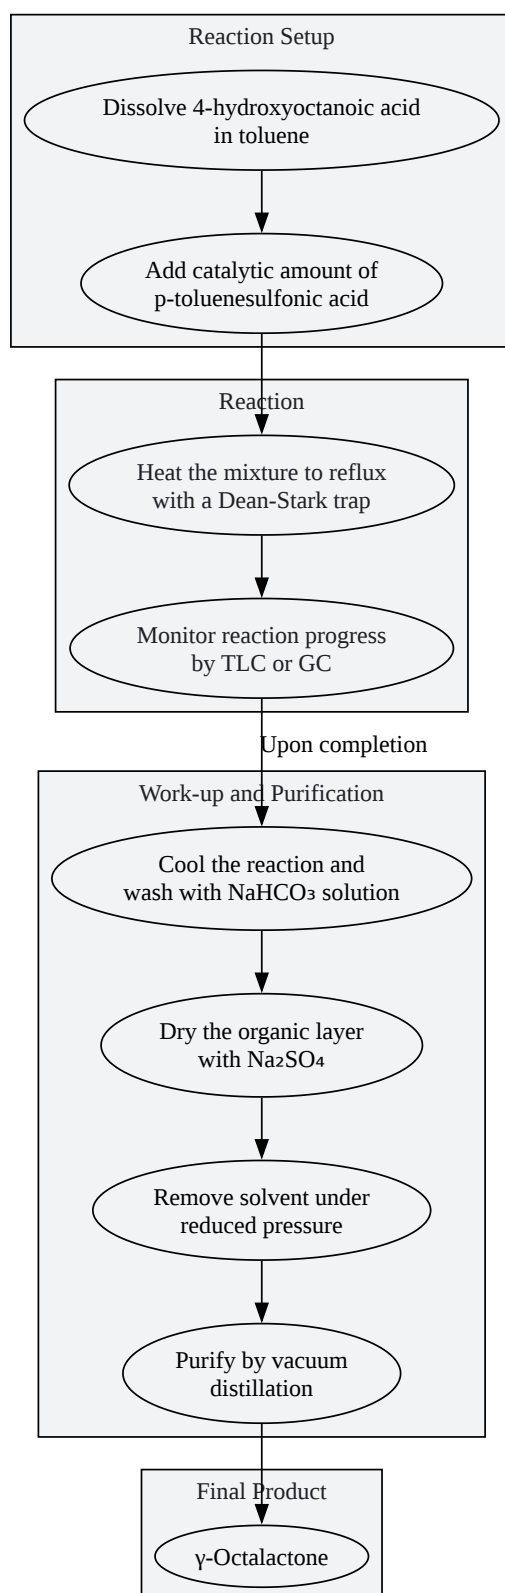 Reaction Setup
Dissolve 4-hydroxyoctanoic acid
in toluene
Add catalytic amount of
p-toluenesulfonic acid
Reaction
Heat the mixture to reflux
with a Dean-Stark trap
Monitor reaction progress
by TLC or GC
Upon completion
Work-up and Purification
Cool the reaction and
wash with NaHCO₃ solution
Dry the organic layer
with Na₂SO₄
Remove solvent under
reduced pressure
Purify by vacuum
distillation
Final Product
γ-Octalactone